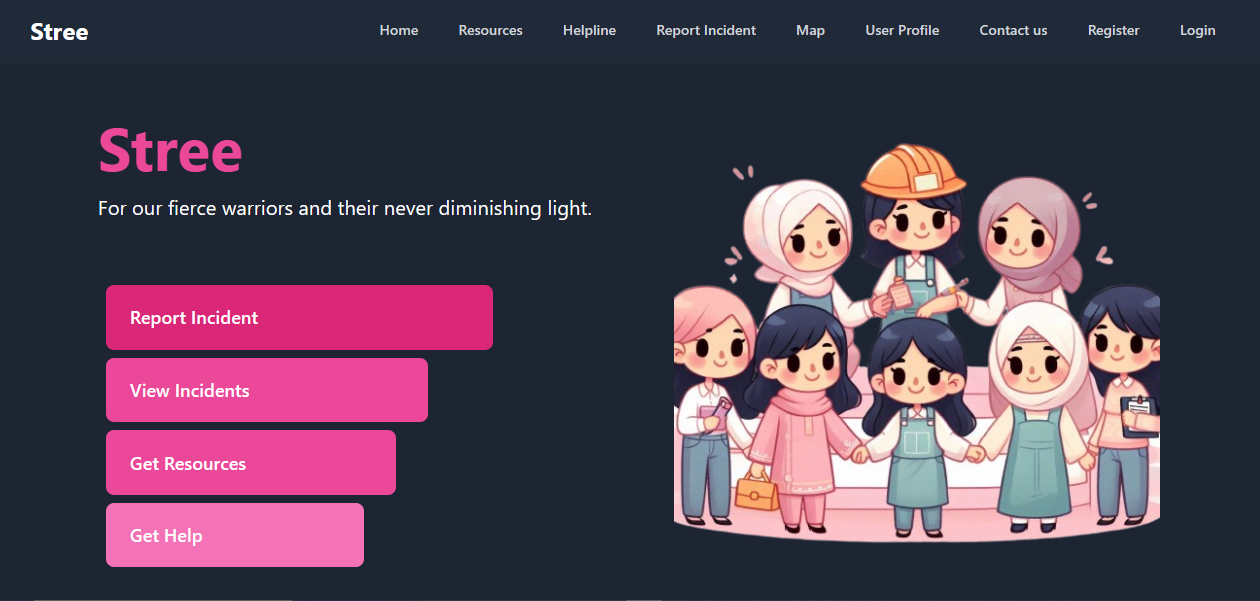 Stree
Home Resources Helpline Report Incident Map User Profile Contact us Register Login
Stree
For our fierce warriors and their never diminishing light.
Report Incident
View Incidents
Get Resources
Get Help